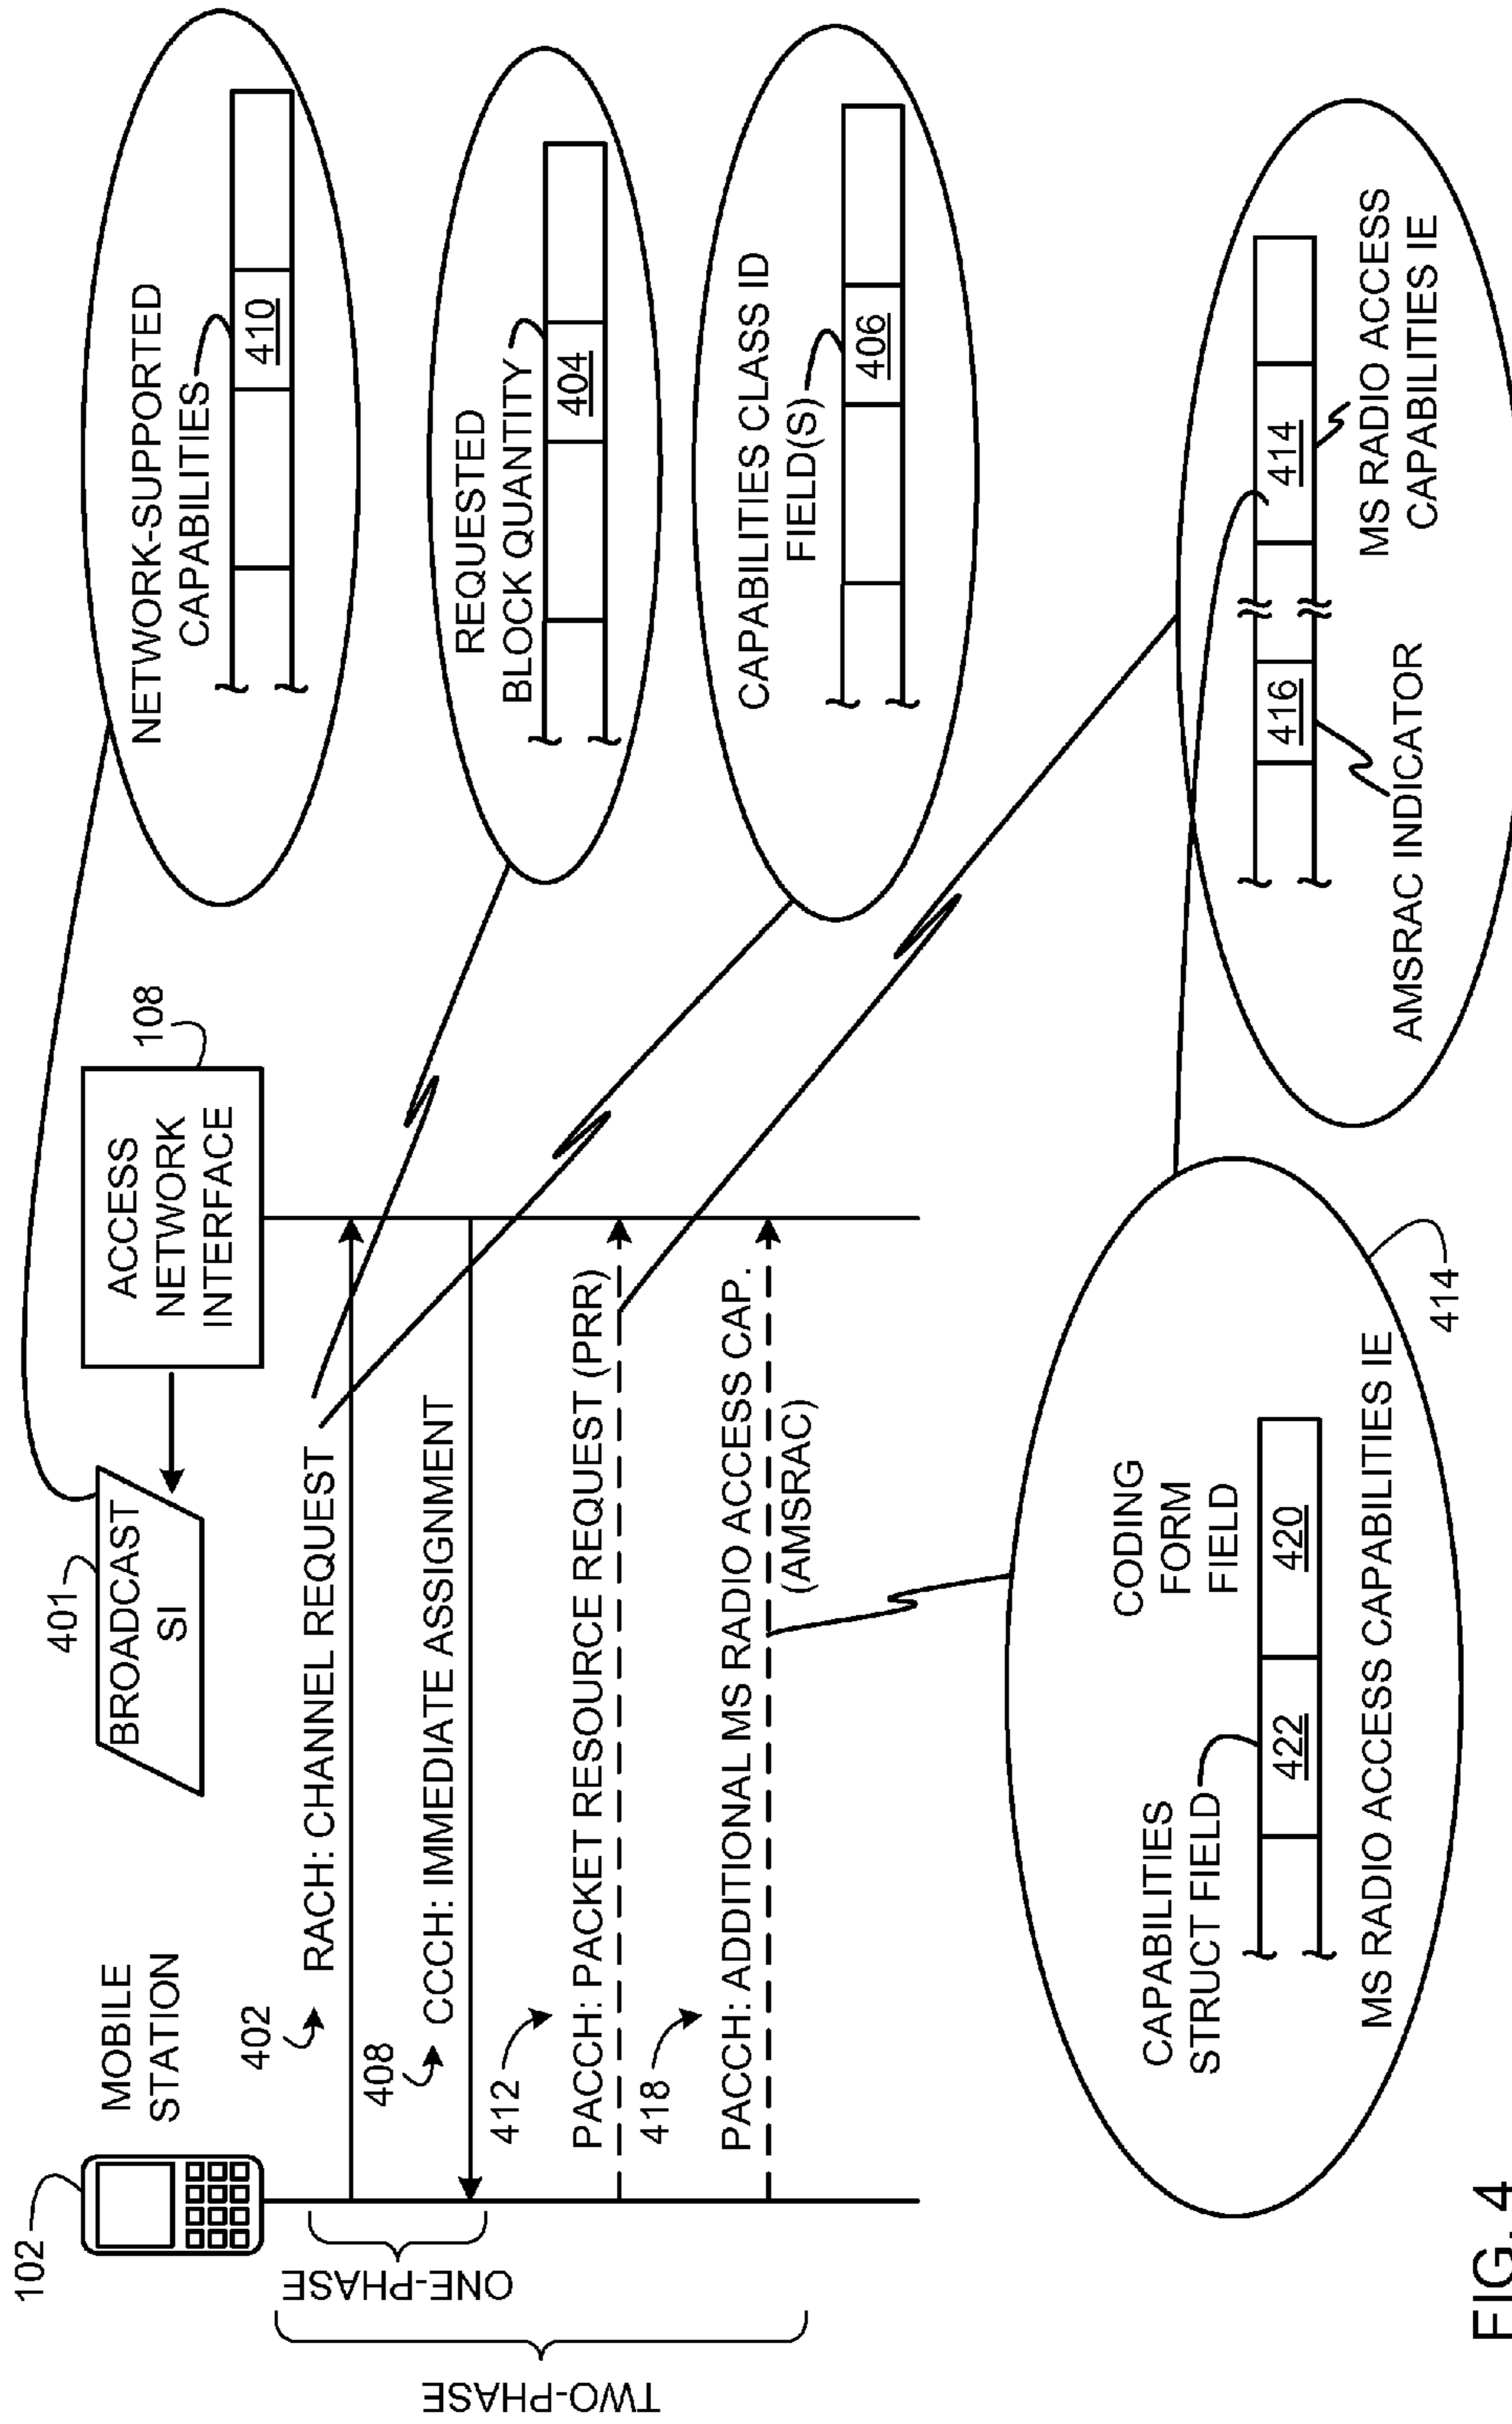 102
MOBILE
STATION
401
BROADCAST
SI
ACCESS
NETWORK
INTERFACE
108
NETWORK-SUPPORTED
CAPABILITIES
410
402
RACH: CHANNEL REQUEST
408
CCCH: IMMEDIATE ASSIGNMENT
412
PACCH: PACKET RESOURCE REQUEST (PRR)
418
PACCH: ADDITIONAL MS RADIO ACCESS CAP.
(AMSRAC)
ONE-PHASE
TWO-PHASE
REQUESTED
BLOCK QUANTITY
404
CAPABILITIES CLASS ID
FIELD(S)
406
CAPABILITIES
STRUCT FIELD
422
CODING
FORM
FIELD
420
MS RADIO ACCESS CAPABILITIES IE
414
416
414
AMSRAC INDICATOR
MS RADIO ACCESS
CAPABILITIES IE
FIG. 4